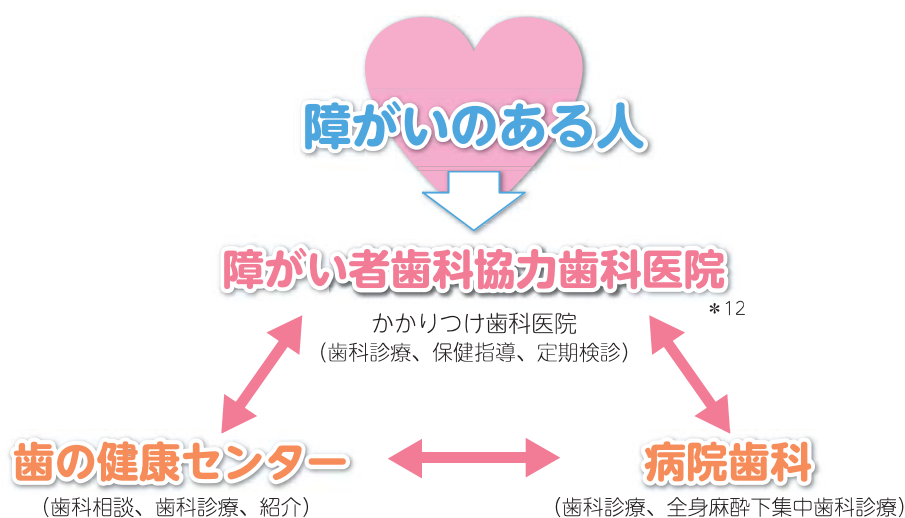 障がいのある人
障がい者歯科協力歯科医院
*12
かかりつけ歯科医院
(歯科診療、保健指導、定期検診)
歯の健康センター
(歯科相談、歯科診療、紹介)
病院歯科
(歯科診療、全身麻酔下集中歯科診療)